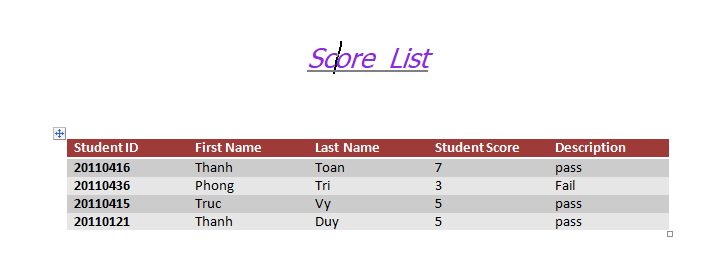 Score List
Student ID First Name Last Name Student Score Description
20110416 Thanh Toan 7 pass
20110436 Phong Tri 3 Fail
20110415 Truc Vy 5 pass
20110121 Thanh Duy 5 pass